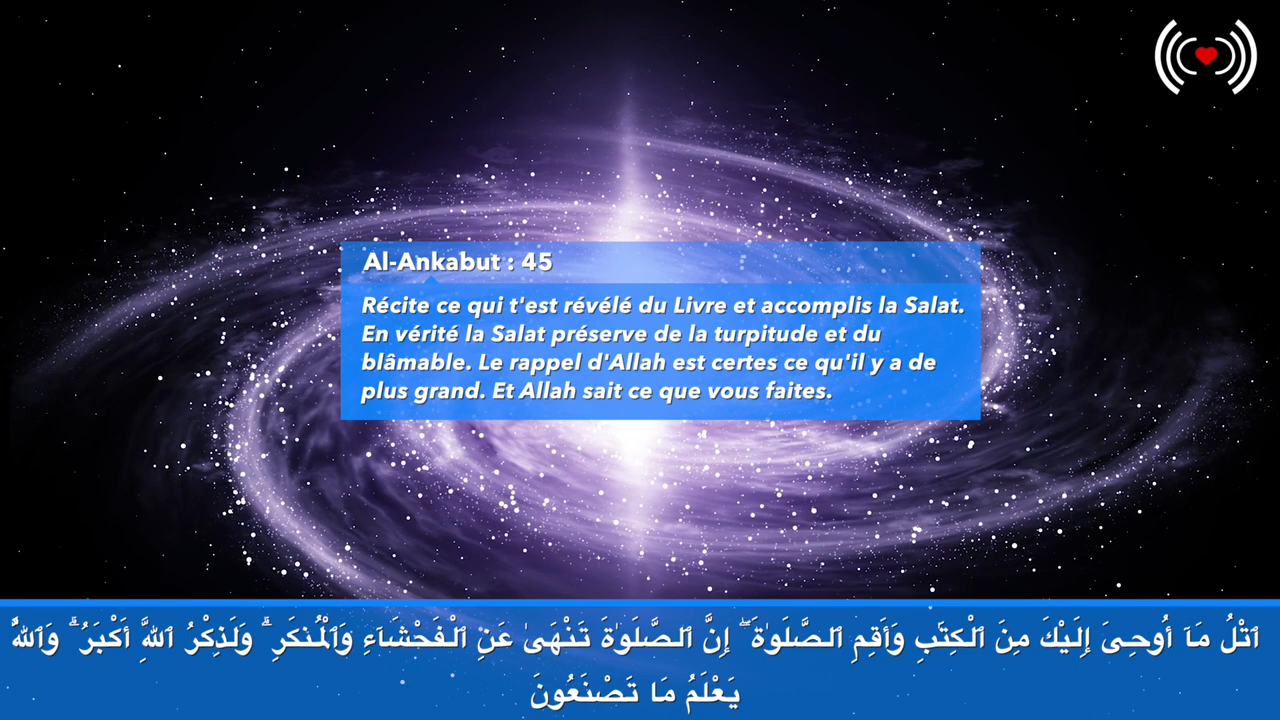 Al-Ankabut : 45
Récite ce qui t'est révélé du Livre et accomplis la Salat.
En vérité la Salat préserve de la turpitude et du
blâmable. Le rappel d'Allah est certes ce qu'il y a de
plus grand. Et Allah sait ce que vous faites.
ٱتْلُ مَآ أُوحِىَ إِلَيْكَ مِنَ ٱلْكِتَٰبِ وَأَقِمِ ٱلصَّلَوٰةَ ۖ إِنَّ ٱلصَّلَوٰةَ تَنْهَىٰ عَنِ ٱلْفَحْشَآءِ وَٱلْمُنكَرِ ۗ وَلَذِكْرُ ٱللَّهِ أَكْبَرُ ۗ وَٱللَّهُ
يَعْلَمُ مَا تَصْنَعُونَ